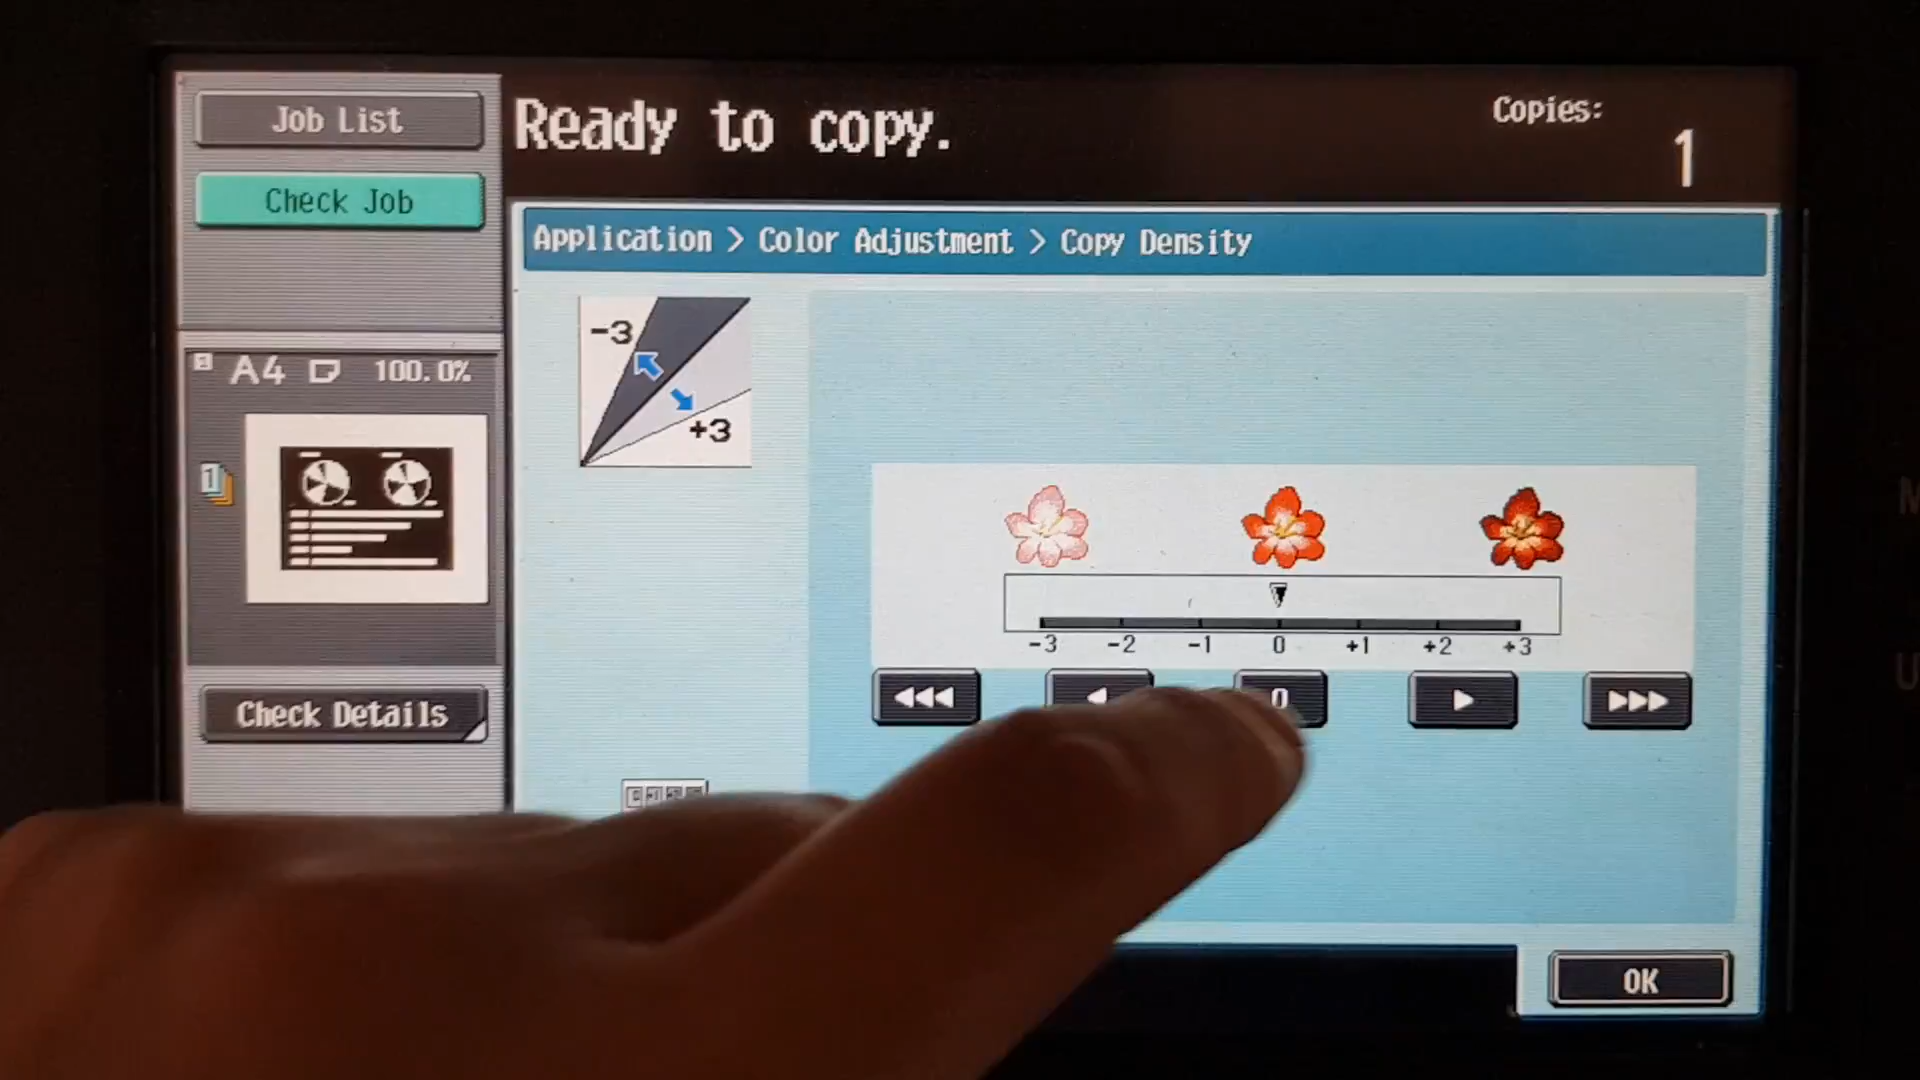 Job List
Check Job
Ready to copy.
Copies:
1
Application > Color Adjustment > Copy Density
A4 100.0%
1
-3
+3
-3 -2 -1 0 +1 +2 +3
0
Check Details
OK